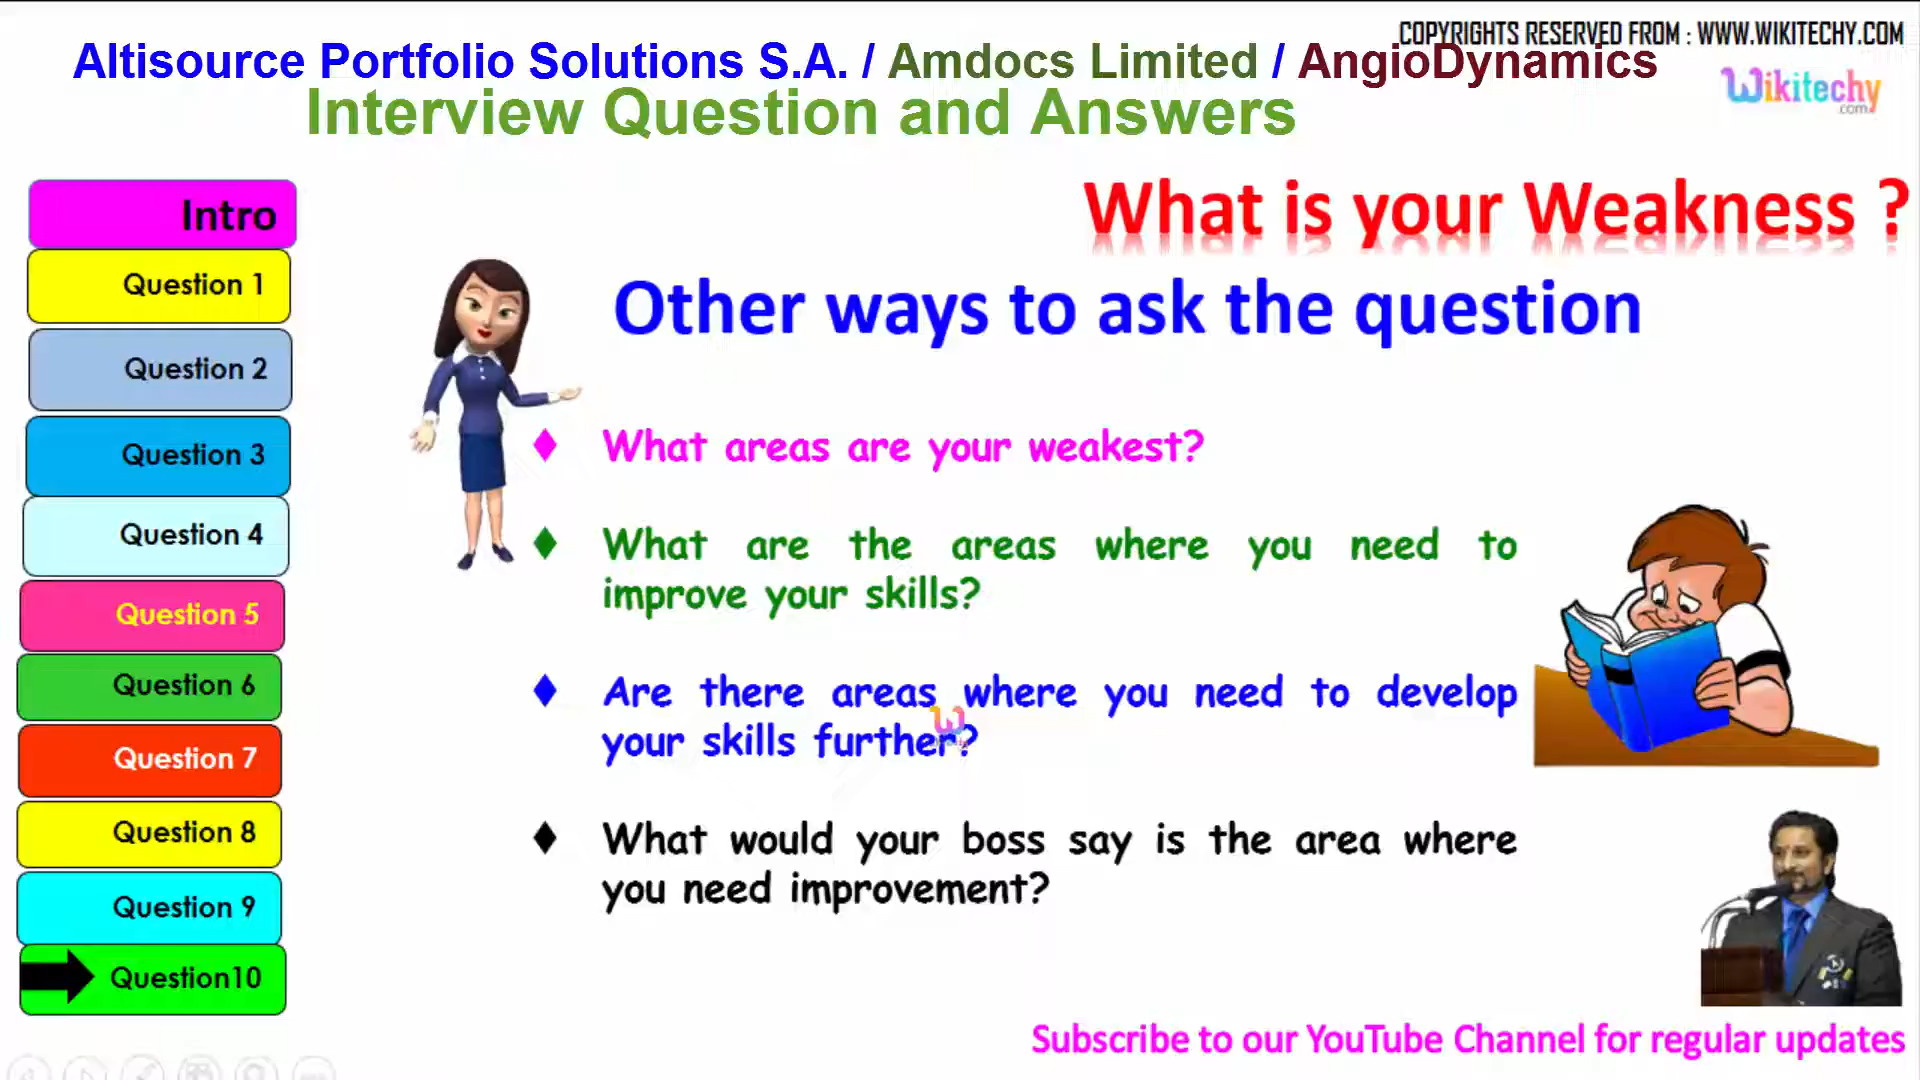 COPYRIGHTS RESERVED FROM : WWW.WIKITECHY.COM
Altisource Portfolio Solutions S.A. / Amdocs Limited / AngioDynamics
Interview Question and Answers
Wikitechy
.com
What is your Weakness ?
Other ways to ask the question
Intro
Question 1
Question 2
Question 3
Question 4
Question 5
Question 6
Question 7
Question 8
Question 9
Question10
What areas are your weakest?
What are the areas where you need to
improve your skills?
Are there areas where you need to develop
your skills further?
What would your boss say is the area where
you need improvement?
Subscribe to our YouTube Channel for regular updates